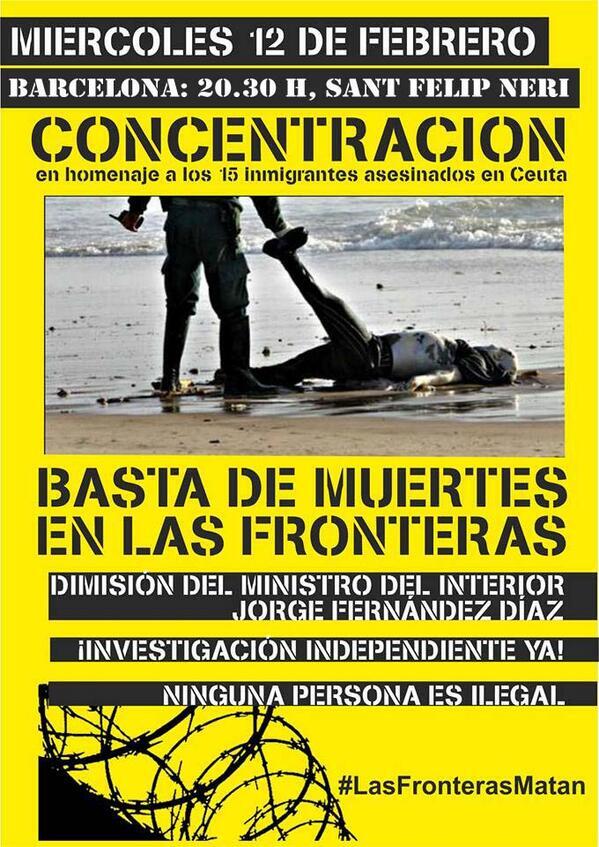 MIERCOLES 12 DE FEBRERO
BARCELONA: 20.30 H, SANT FELIP NERI
CONCENTRACION
en homenaje a los 15 inmigrantes asesinados en Ceuta
BASTA DE MUERTES
EN LAS FRONTERAS
DIMISIÓN DEL MINISTRO DEL INTERIOR
JORGE FERNÁNDEZ DÍAZ
¡INVESTIGACIÓN INDEPENDIENTE YA!
NINGUNA PERSONA ES ILEGAL
#LasFronterasMatan